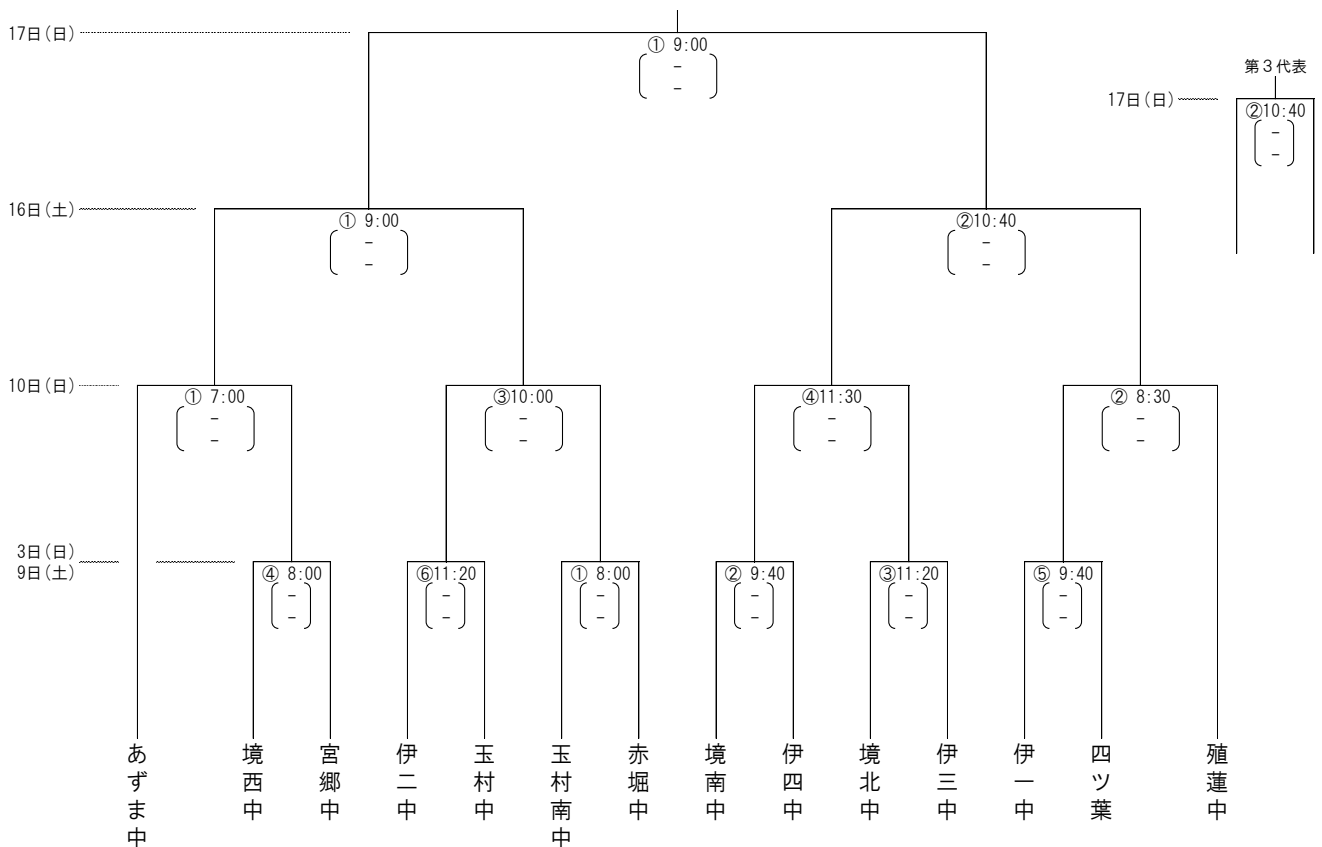 17日(日)
① 9:00
-
-
第3代表
17日(日)
②10:40
-
-
16日(土)
① 9:00
-
-
②10:40
-
-
10日(日)
① 7:00
-
-
③10:00
-
-
④11:30
-
-
② 8:30
-
-
3日(日)
9日(土)
④ 8:00
-
-
⑥11:20
-
-
① 8:00
-
-
② 9:40
-
-
③11:20
-
-
⑤ 9:40
-
-
あずま中
境西中
宮郷中
伊二中
玉村中
玉村南中
赤堀中
境南中
伊四中
境北中
伊三中
伊一中
四ツ葉
殖蓮中